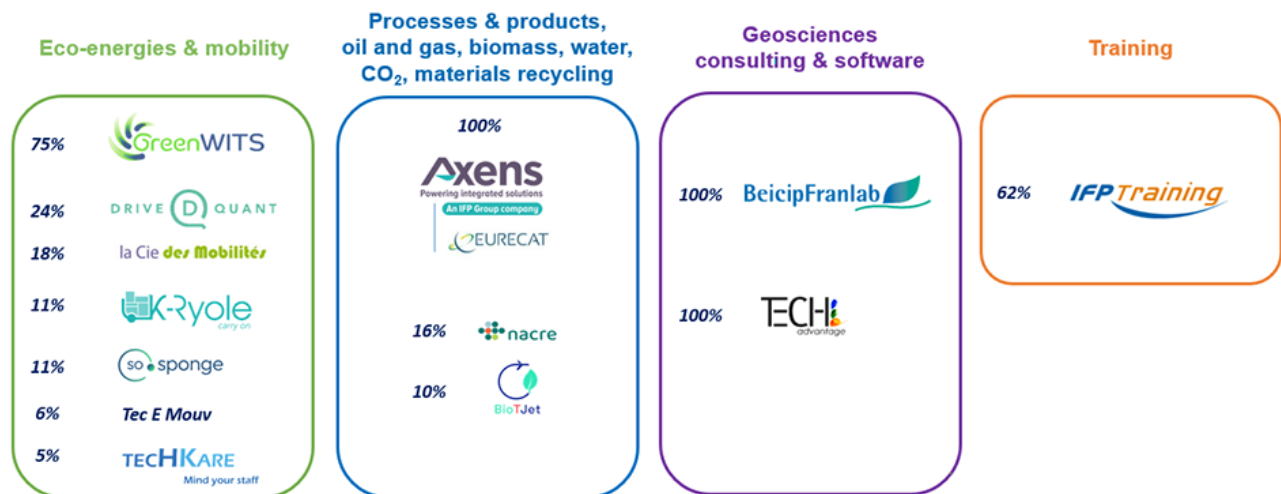 Eco-energies & mobility
75%
GreenWITS
24%
DRIVE D QUANT
18%
la Cie des Mobilités
11%
K-Ryole
carry on
11%
so sponge
6%
Tec E Mouv
5%
TECHKARE
Mind your staff
Processes & products,
oil and gas, biomass, water,
CO₂, materials recycling
100%
Axens
Powering integrated solutions
An IFP Group company
EURECAT
16%
nacre
10%
BioTJet
Geosciences
consulting & software
100%
BeicipFranlab
100%
TECH
advantage
Training
62%
IFPTraining